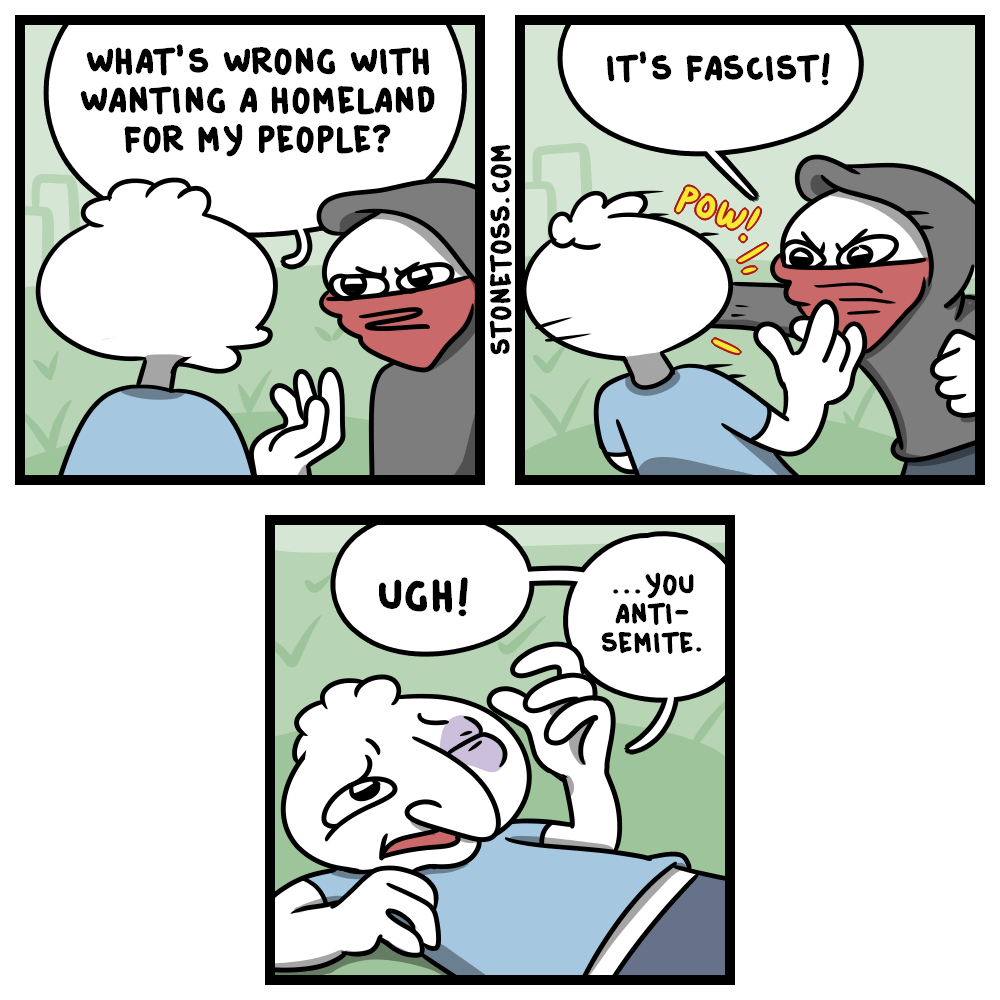 WHAT'S WRONG WITH
WANTING A HOMELAND
FOR MY PEOPLE?
STONETOSS.COM
IT'S FASCIST!
POW!
UGH!
...YOU
ANTI-
SEMITE.